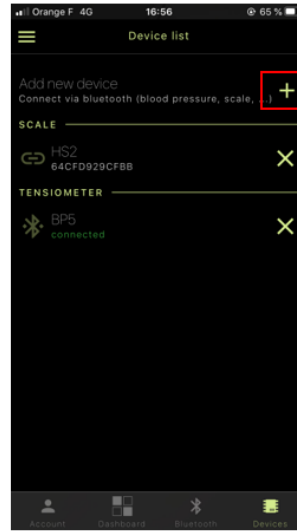 Orange F 4G 16:56 65 %
Device list
Add new device
Connect via bluetooth (blood pressure, scale, ...)
SCALE
HS2
64CFD929CFBB
TENSIOMETER
BP5
connected
Account Dashboard Bluetooth Devices